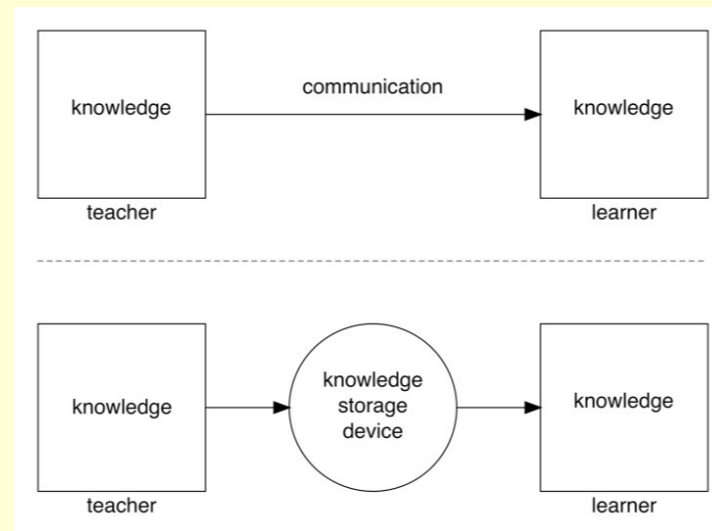 communication
knowledge
knowledge
teacher
learner
knowledge
storage
device
knowledge
knowledge
teacher
learner